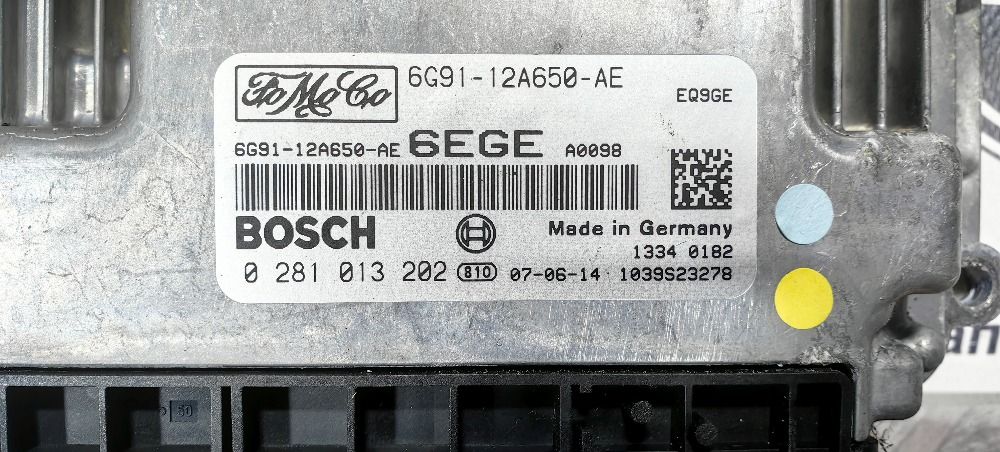 FoMoCo 6G91-12A650-AE
EQ9GE
6G91-12A650-AE 6EGE A0098
BOSCH Made in Germany
1334 0182
0 281 013 202 810 07-06-14 1039S23278